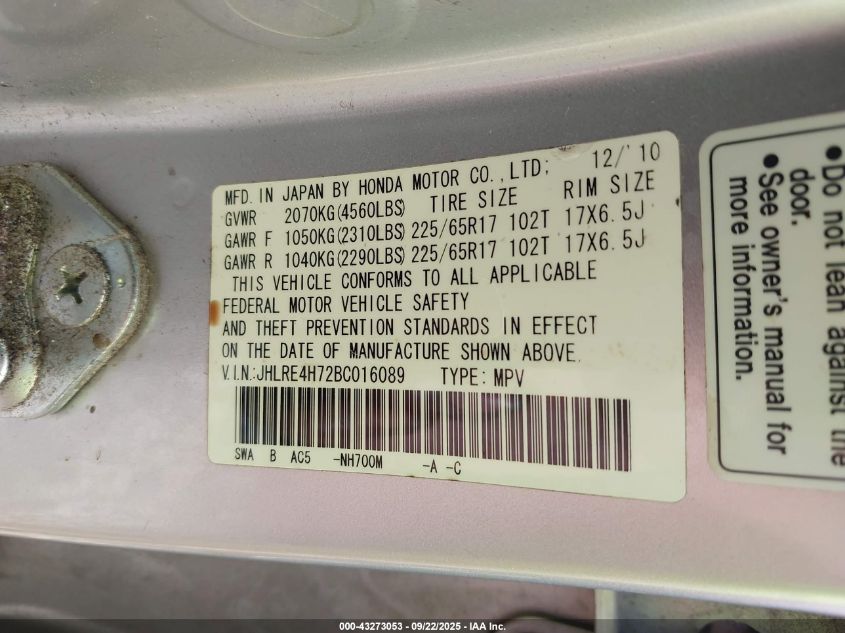 MFD. IN JAPAN BY HONDA MOTOR CO.,LTD; 12/'10
GVWR 2070KG(4560LBS) TIRE SIZE RIM SIZE
GAWR F 1050KG(2310LBS) 225/65R17 102T 17X6.5J
GAWR R 1040KG(2290LBS) 225/65R17 102T 17X6.5J
THIS VEHICLE CONFORMS TO ALL APPLICABLE
FEDERAL MOTOR VEHICLE SAFETY
AND THEFT PREVENTION STANDARDS IN EFFECT
ON THE DATE OF MANUFACTURE SHOWN ABOVE.
V.I.N.:JHLRE4H72BC016089 TYPE: MPV
SWA B AC5 -NH700M -A -C
●Do not lean against the
door.
●See owner's manual for
more information.
000-43273053 - 09/22/2025 - IAA Inc.